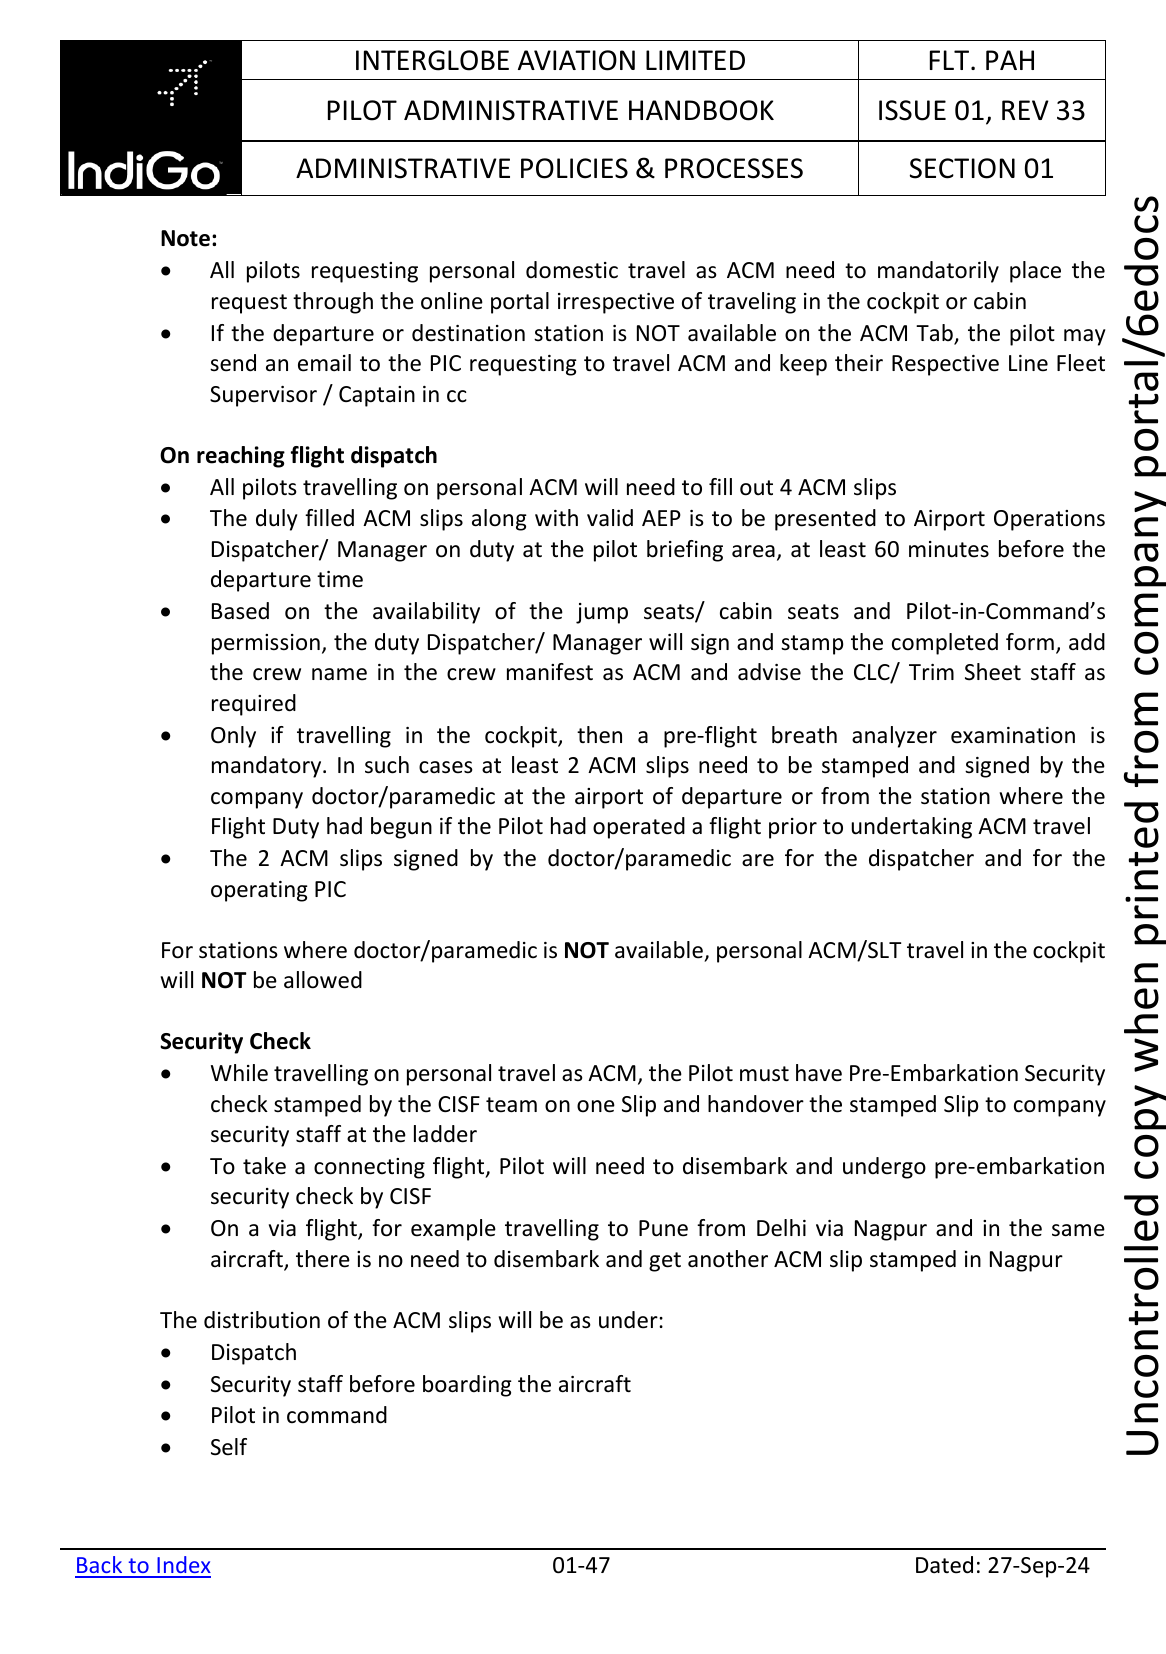 INTERGLOBE AVIATION LIMITED
FLT. PAH
PILOT ADMINISTRATIVE HANDBOOK
ISSUE 01, REV 33
IndiGo
ADMINISTRATIVE POLICIES & PROCESSES
SECTION 01
Note:
• All pilots requesting personal domestic travel as ACM need to mandatorily place the
request through the online portal irrespective of traveling in the cockpit or cabin
• If the departure or destination station is NOT available on the ACM Tab, the pilot may
send an email to the PIC requesting to travel ACM and keep their Respective Line Fleet
Supervisor / Captain in cc
On reaching flight dispatch
• All pilots travelling on personal ACM will need to fill out 4 ACM slips
• The duly filled ACM slips along with valid AEP is to be presented to Airport Operations
Dispatcher/ Manager on duty at the pilot briefing area, at least 60 minutes before the
departure time
• Based on the availability of the jump seats/ cabin seats and Pilot-in-Command’s
permission, the duty Dispatcher/ Manager will sign and stamp the completed form, add
the crew name in the crew manifest as ACM and advise the CLC/ Trim Sheet staff as
required
• Only if travelling in the cockpit, then a pre-flight breath analyzer examination is
mandatory. In such cases at least 2 ACM slips need to be stamped and signed by the
company doctor/paramedic at the airport of departure or from the station where the
Flight Duty had begun if the Pilot had operated a flight prior to undertaking ACM travel
• The 2 ACM slips signed by the doctor/paramedic are for the dispatcher and for the
operating PIC
For stations where doctor/paramedic is NOT available, personal ACM/SLT travel in the cockpit
will NOT be allowed
Security Check
• While travelling on personal travel as ACM, the Pilot must have Pre-Embarkation Security
check stamped by the CISF team on one Slip and handover the stamped Slip to company
security staff at the ladder
• To take a connecting flight, Pilot will need to disembark and undergo pre-embarkation
security check by CISF
• On a via flight, for example travelling to Pune from Delhi via Nagpur and in the same
aircraft, there is no need to disembark and get another ACM slip stamped in Nagpur
The distribution of the ACM slips will be as under:
• Dispatch
• Security staff before boarding the aircraft
• Pilot in command
• Self
Back to Index
01-47
Dated: 27-Sep-24
Uncontrolled copy when printed from company portal/6edocs